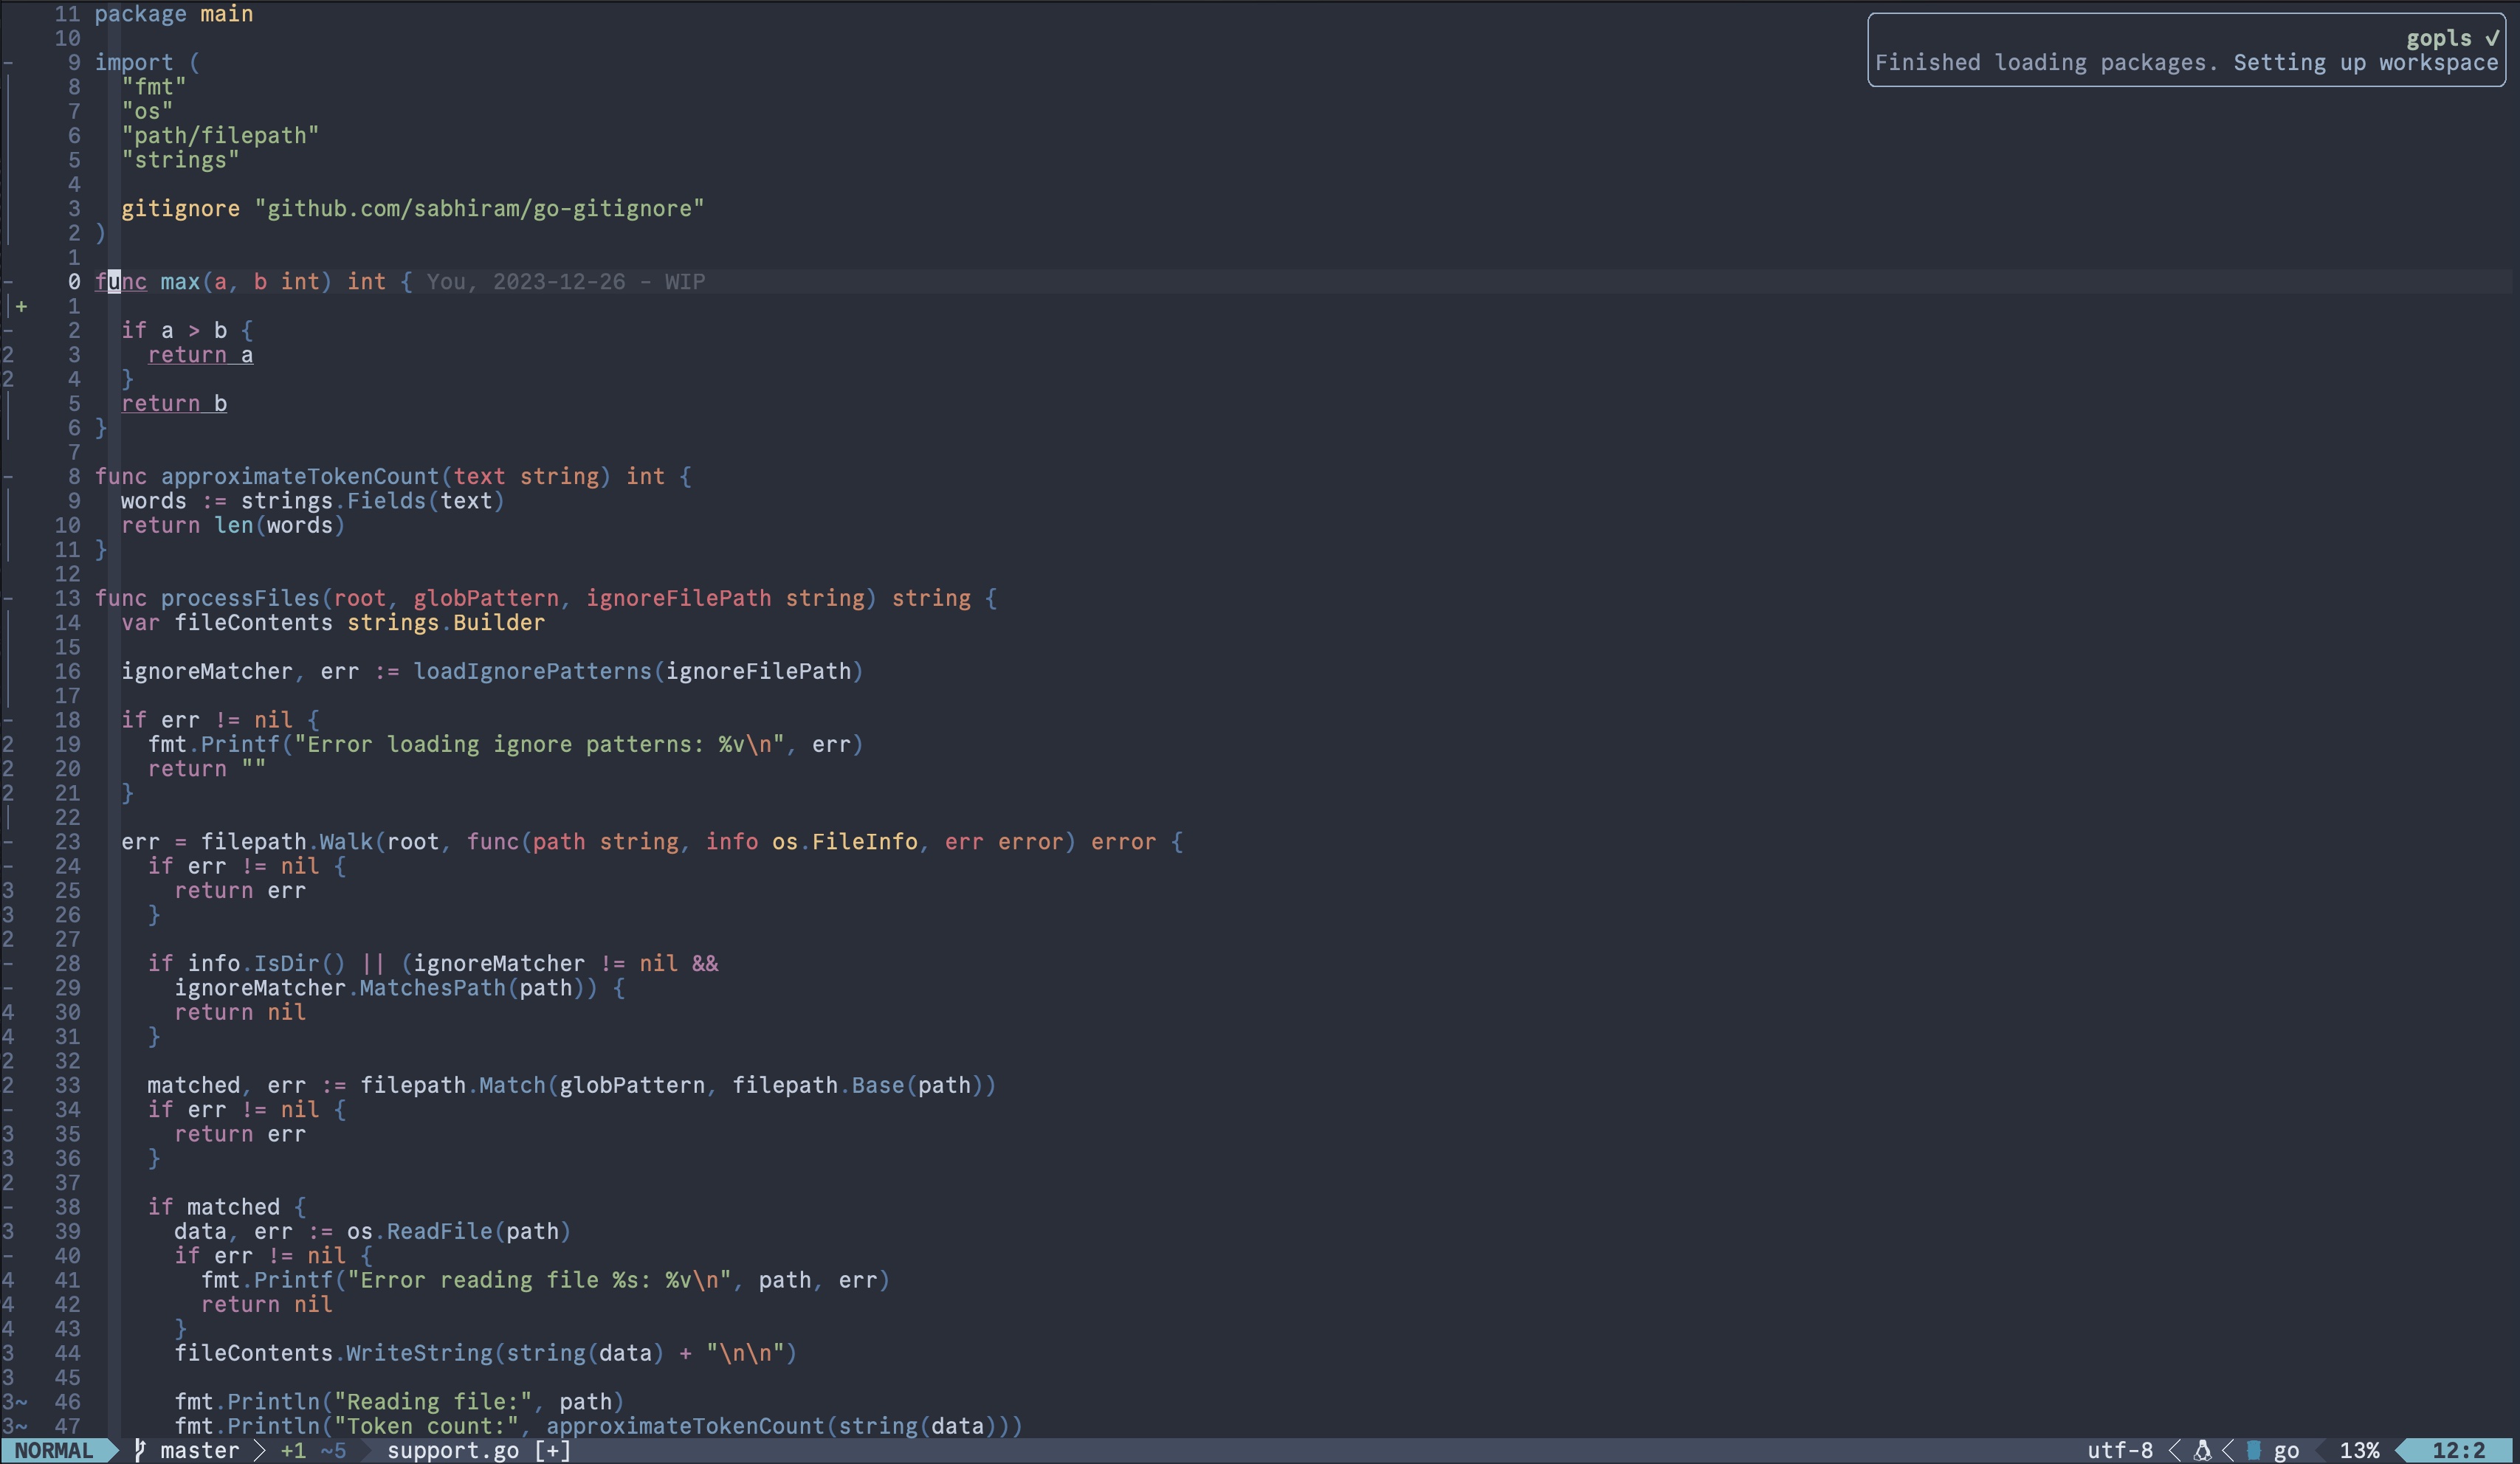 11 package main
10
gopls ✓
- 9 import (
Finished loading packages. Setting up workspace
8 "fmt"
7 "os"
6 "path/filepath"
5 "strings"
4
3 gitignore "github.com/sabhiram/go-gitignore"
2 )
1
- 0 func max(a, b int) int { You, 2023-12-26 - WIP
+ 1
- 2 if a > b {
2 3 return a
2 4 }
5 return b
6 }
7
- 8 func approximateTokenCount(text string) int {
9 words := strings.Fields(text)
10 return len(words)
11 }
12
- 13 func processFiles(root, globPattern, ignoreFilePath string) string {
14 var fileContents strings.Builder
15
16 ignoreMatcher, err := loadIgnorePatterns(ignoreFilePath)
17
- 18 if err != nil {
2 19 fmt.Printf("Error loading ignore patterns: %v\n", err)
2 20 return ""
2 21 }
22
- 23 err = filepath.Walk(root, func(path string, info os.FileInfo, err error) error {
- 24 if err != nil {
3 25 return err
3 26 }
2 27
- 28 if info.IsDir() || (ignoreMatcher != nil &&
- 29 ignoreMatcher.MatchesPath(path)) {
4 30 return nil
4 31 }
2 32
2 33 matched, err := filepath.Match(globPattern, filepath.Base(path))
- 34 if err != nil {
3 35 return err
3 36 }
2 37
- 38 if matched {
3 39 data, err := os.ReadFile(path)
- 40 if err != nil {
4 41 fmt.Printf("Error reading file %s: %v\n", path, err)
4 42 return nil
4 43 }
3 44 fileContents.WriteString(string(data) + "\n\n")
3 45
3~ 46 fmt.Println("Reading file:", path)
3~ 47 fmt.Println("Token count:", approximateTokenCount(string(data)))
NORMAL master +1 ~5 support.go [+] utf-8 go 13% 12:2